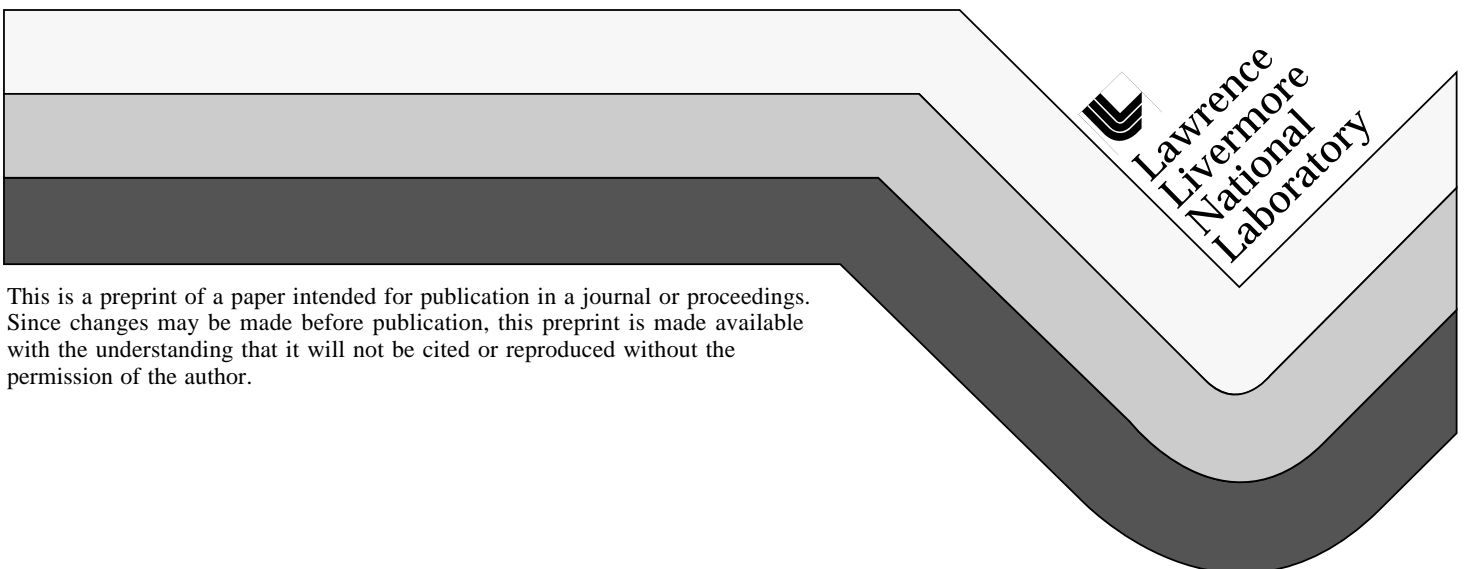 Lawrence
Livermore
National
Laboratory
This is a preprint of a paper intended for publication in a journal or proceedings.
Since changes may be made before publication, this preprint is made available
with the understanding that it will not be cited or reproduced without the
permission of the author.